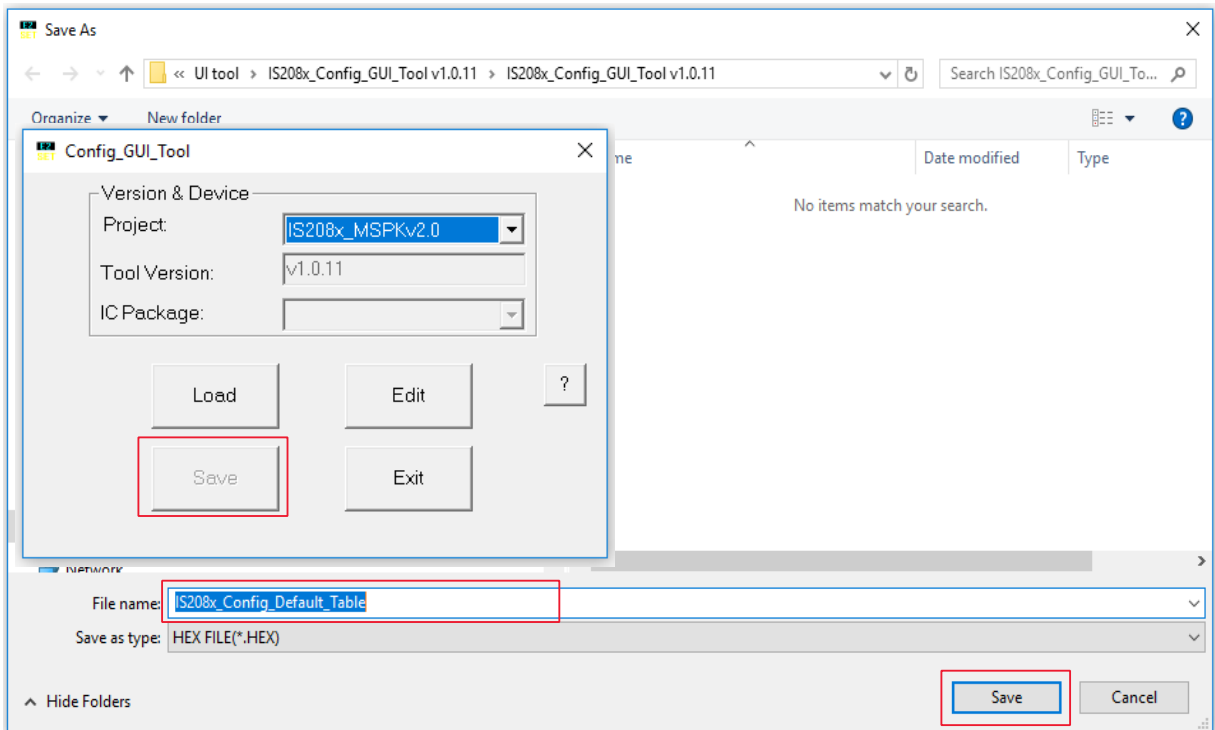 Save As
« UI tool > IS208x_Config_GUI_Tool v1.0.11 > IS208x_Config_GUI_Tool v1.0.11
Search IS208x_Config_GUI_To...
Organize
New folder
Config_GUI_Tool
Version & Device
Project:
IS208x_MSPKv2.0
Tool Version:
v1.0.11
IC Package:
Load
Edit
?
Save
Exit
me
Date modified
Type
No items match your search.
Network
File name:
IS208x_Config_Default_Table
Save as type:
HEX FILE(*.HEX)
Hide Folders
Save
Cancel